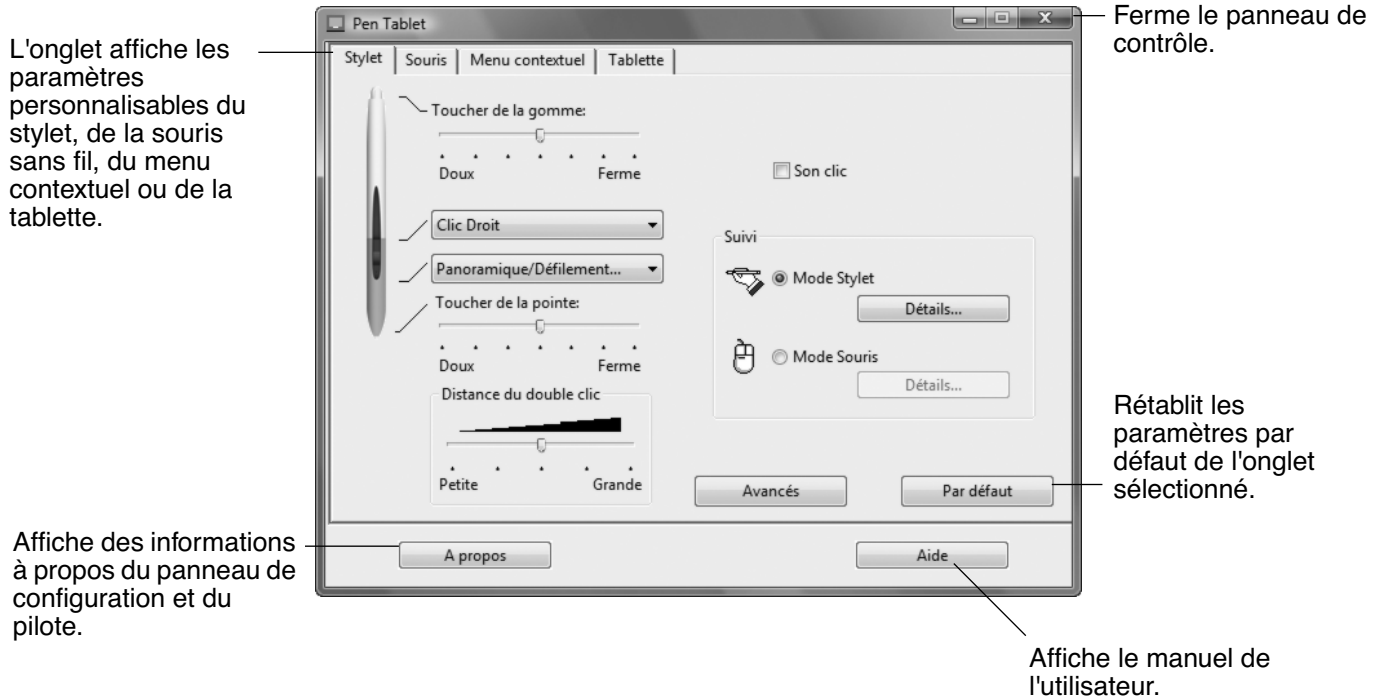 Pen Tablet
Ferme le panneau de
contrôle.
L'onglet affiche les
paramètres
personnalisables du
stylet, de la souris
sans fil, du menu
contextuel ou de la
tablette.
Stylet
Souris
Menu contextuel
Tablette
Toucher de la gomme:
Doux
Ferme
Son clic
Clic Droit
Panoramique/Défilement...
Toucher de la pointe:
Doux
Ferme
Distance du double clic
Petite
Grande
Suivi
Mode Stylet
Détails...
Mode Souris
Détails...
Avancés
Par défaut
Rétablit les
paramètres par
défaut de l'onglet
sélectionné.
Affiche des informations
à propos du panneau de
configuration et du
pilote.
A propos
Aide
Affiche le manuel de
l'utilisateur.